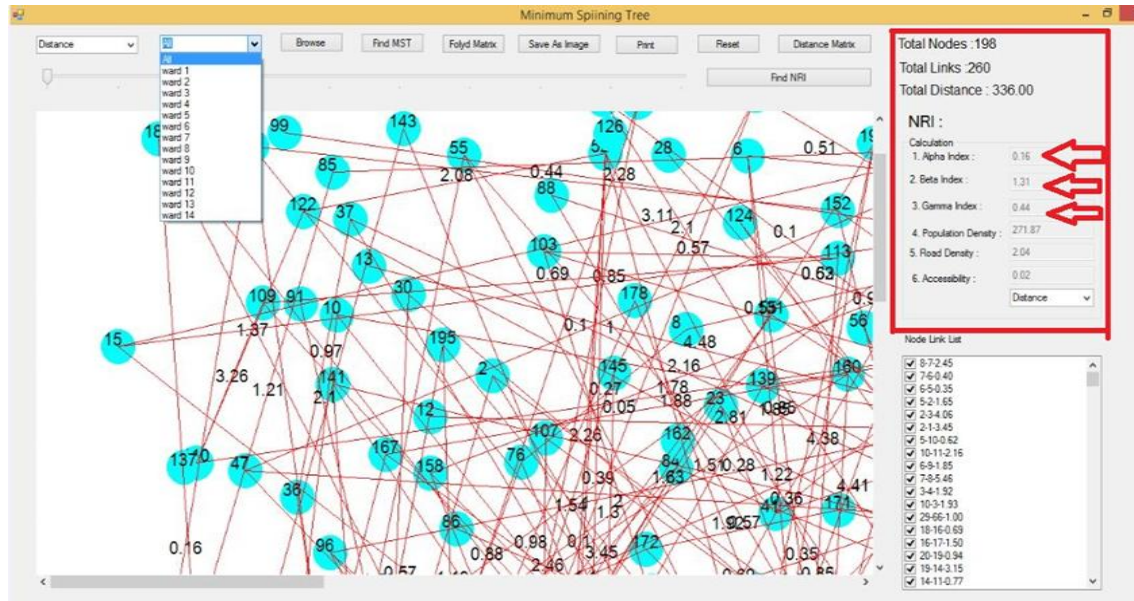 Minimum Spiining Tree
Distance
All
Browse
Find MST
Folyd Matrix
Save As Image
Print
Reset
Distance Matrix
Find NRI
All
ward 1
ward 2
ward 3
ward 4
ward 5
ward 6
ward 7
ward 8
ward 9
ward 10
ward 11
ward 12
ward 13
ward 14
Total Nodes :198
Total Links :260
Total Distance : 336.00
NRI :
Calculation
1. Alpha Index : 0.16
2. Beta Index : 1.31
3. Gamma Index : 0.44
4. Population Density : 271.87
5. Road Density : 2.04
6. Accessibility : 0.02
Distance
Node Link List
8-7-2.45
7-6-0.40
6-5-0.35
5-2-1.65
2-3-4.06
2-1-3.45
5-10-0.62
10-11-2.16
6-9-1.85
7-8-5.46
3-4-1.92
10-3-1.93
29-66-1.00
18-16-0.69
16-17-1.50
20-19-0.94
19-14-3.15
14-11-0.77
99
143
126
55
28
6
0.51
85
2.08
0.44
2.28
88
122
37
3.11
124
152
2.1
0.1
0.57
103
113
13
0.69
0.85
0.63
30
178
109
91
10
0.1
1
8
56
1.37
15
195
4.48
0.97
2
145
2.16
160
3.26
1.21
141
2.1
0.27
1.78
139
0.05
1.88
23
12
2.81
107
2.26
162
4.38
167
137
47
158
76
84
1.51
0.28
0.39
1.63
1.22
4.41
36
1.54
2
1.3
0.36
41
171
86
0.16
96
0.88
0.98
0.1
3.45
172
0.35
2.46
0.57